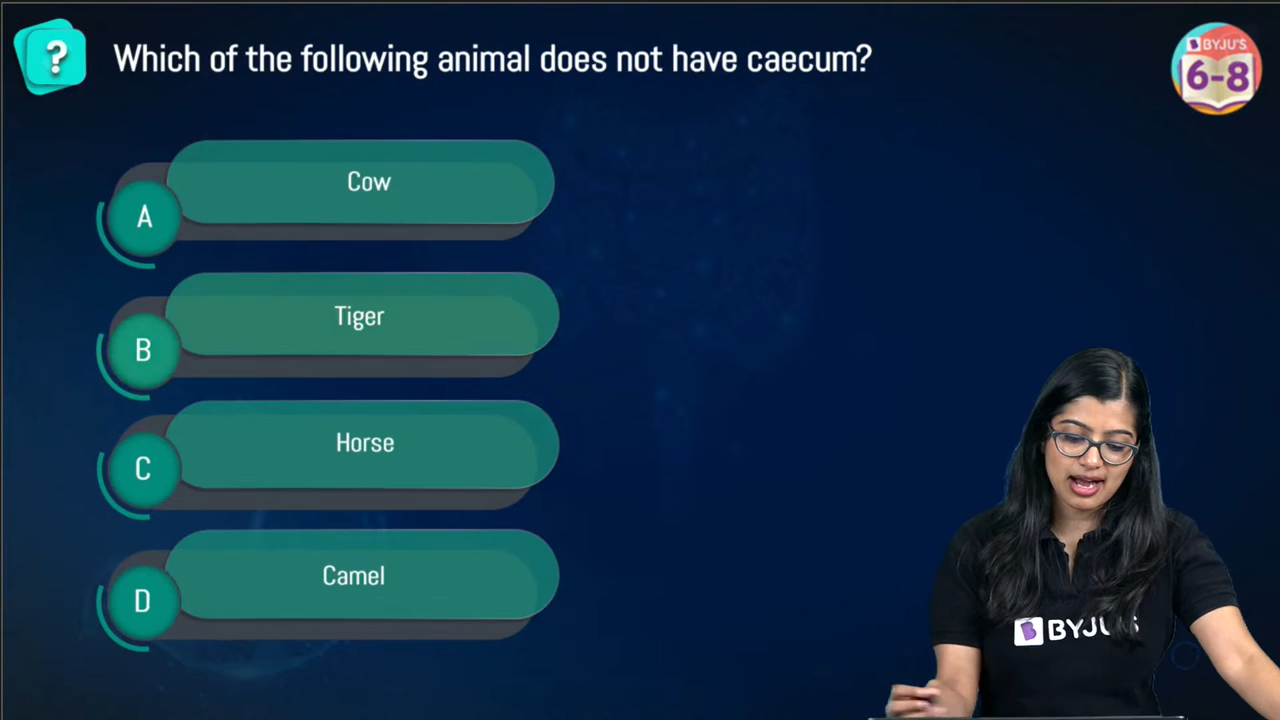 ?
Which of the following animal does not have caecum?
BYJU'S
6-8
A
Cow
B
Tiger
C
Horse
D
Camel
BYJU'S